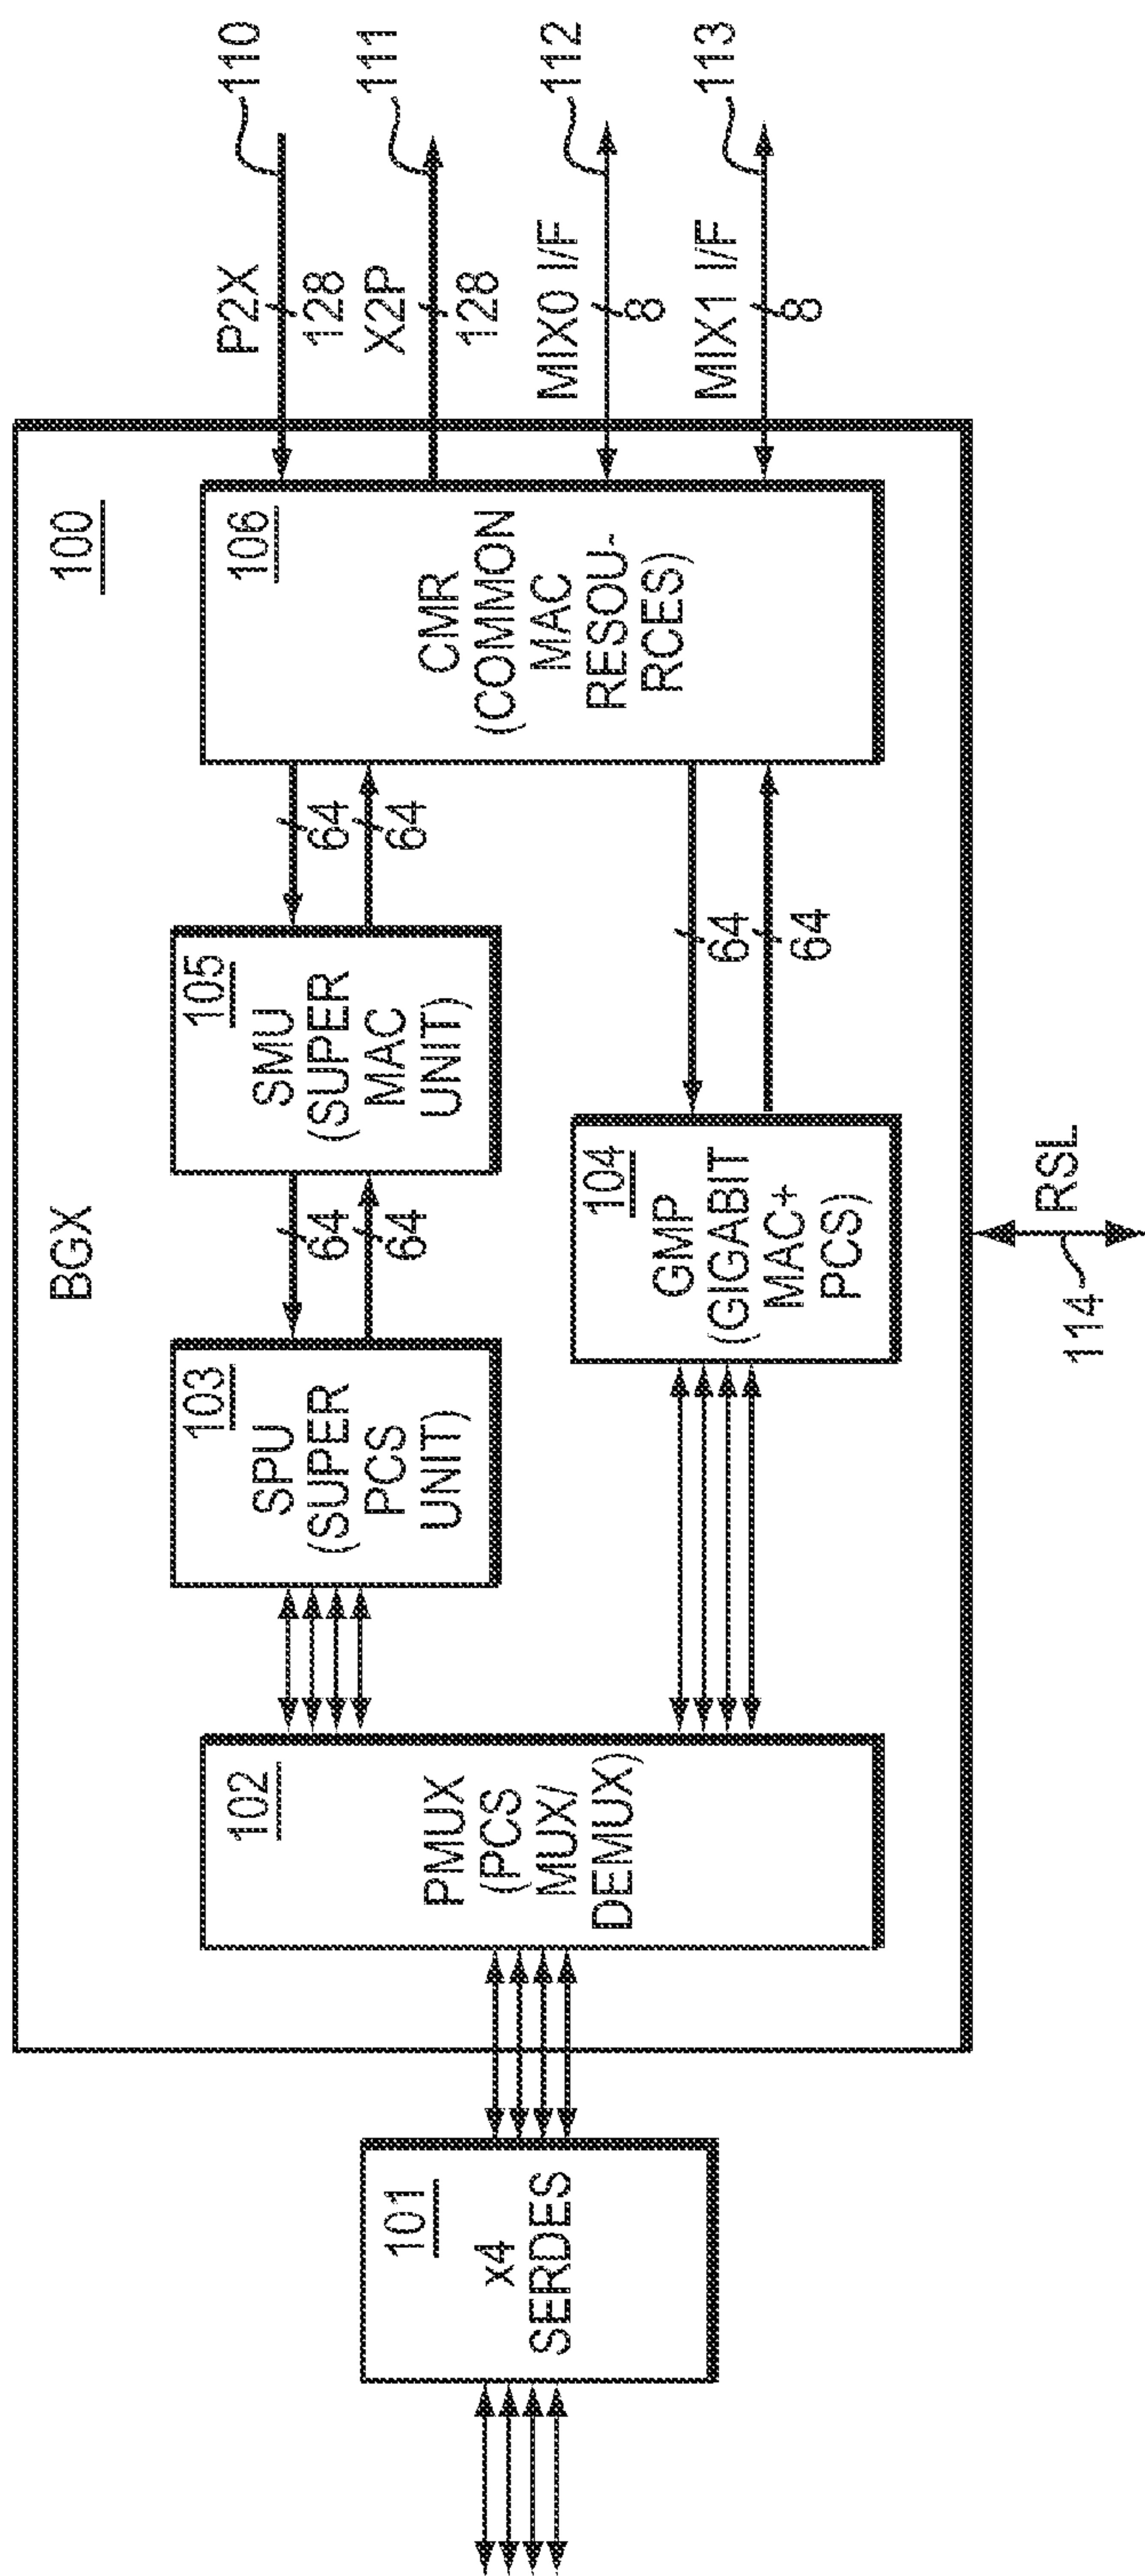 BGX
100
101
x4
SERDES
102
PMUX
(PCS
MUX/
DEMUX)
103
SPU
(SUPER
PCS
UNIT)
64
64
105
SMU
(SUPER
MAC
UNIT)
64
64
104
GMP
(GIGABIT
MAC+
PCS)
64
64
106
CMR
(COMMON
MAC
RESOU-
RCES)
P2X
128
110
X2P
128
111
MIX0 I/F
8
112
MIX1 I/F
8
113
RSL
114